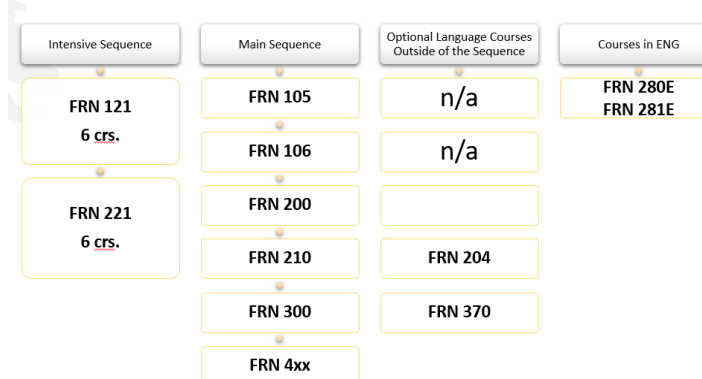 Intensive Sequence
Main Sequence
Optional Language Courses
Outside of the Sequence
Courses in ENG
FRN 121
6 crs.
FRN 221
6 crs.
FRN 105
FRN 106
FRN 200
FRN 210
FRN 300
FRN 4xx
n/a
n/a
FRN 204
FRN 370
FRN 280E
FRN 281E